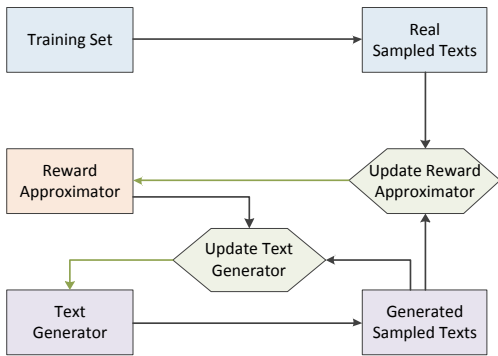 Training Set
Real
Sampled Texts
Reward
Approximator
Update Reward
Approximator
Update Text
Generator
Text
Generator
Generated
Sampled Texts